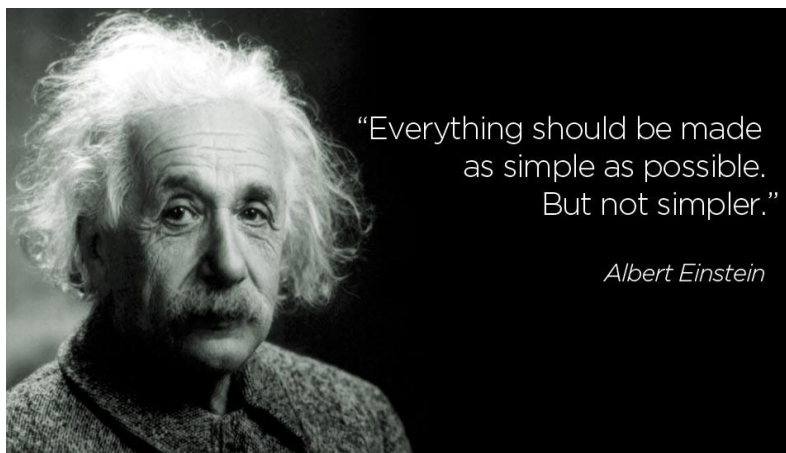 “Everything should be made
as simple as possible.
But not simpler.”
Albert Einstein